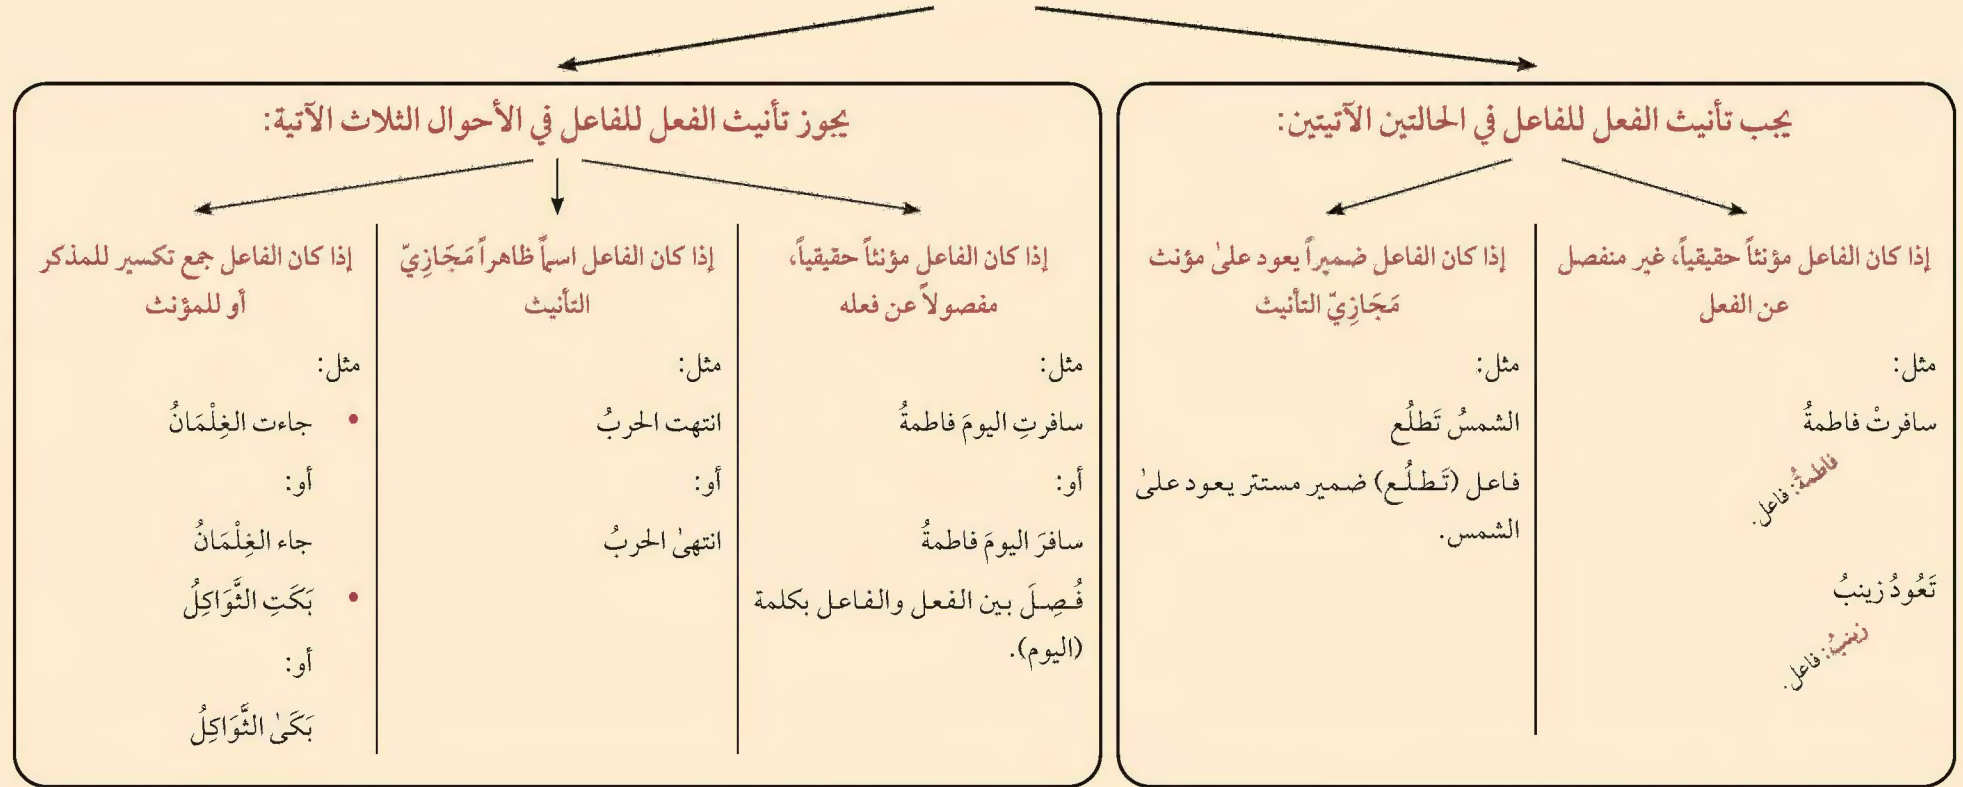 يجب تأنيث الفعل للفاعل في الحالتين الآتيتين:
إذا كان الفاعل مؤنثاً حقيقياً، غير منفصل
عن الفعل
مثل:
سافرتْ فاطمةُ
فاطمةُ: فاعل.
تَعُودُ زينبُ
زينبُ: فاعل.
إذا كان الفاعل ضميراً يعود علىٰ مؤنث
مَجَازِيّ التأنيث
مثل:
الشمسُ تَطلُع
فاعل (تَطلُع) ضمير مستتر يعود علىٰ
الشمس.
يجوز تأنيث الفعل للفاعل في الأحوال الثلاث الآتية:
إذا كان الفاعل مؤنثاً حقيقياً،
مفصولاً عن فعله
مثل:
سافرتِ اليومَ فاطمةُ
أو:
سافرَ اليومَ فاطمةُ
فُصِلَ بين الفعل والفاعل بكلمة
(اليوم).
إذا كان الفاعل اسماً ظاهراً مَجَازِيّ
التأنيث
مثل:
انتهت الحربُ
أو:
انتهىٰ الحربُ
إذا كان الفاعل جمع تكسير للمذكر
أو للمؤنث
مثل:
• جاءت الغِلْمَانُ
أو:
جاء الغِلْمَانُ
• بَكَتِ الثَّوَاكِلُ
أو:
بَكَىٰ الثَّوَاكِلُ